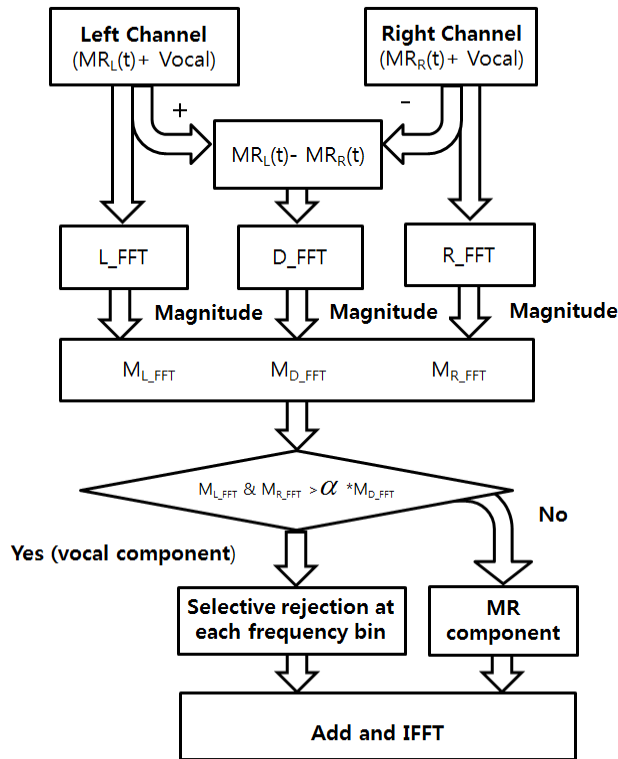 Left Channel
(MRL(t)+ Vocal)
Right Channel
(MRR(t)+ Vocal)
+
-
MRL(t)- MRR(t)
L_FFT
D_FFT
R_FFT
Magnitude
Magnitude
Magnitude
ML_FFT
MD_FFT
MR_FFT
ML_FFT & MR_FFT >α *MD_FFT
No
Yes (vocal component)
Selective rejection at
each frequency bin
MR
component
Add and IFFT